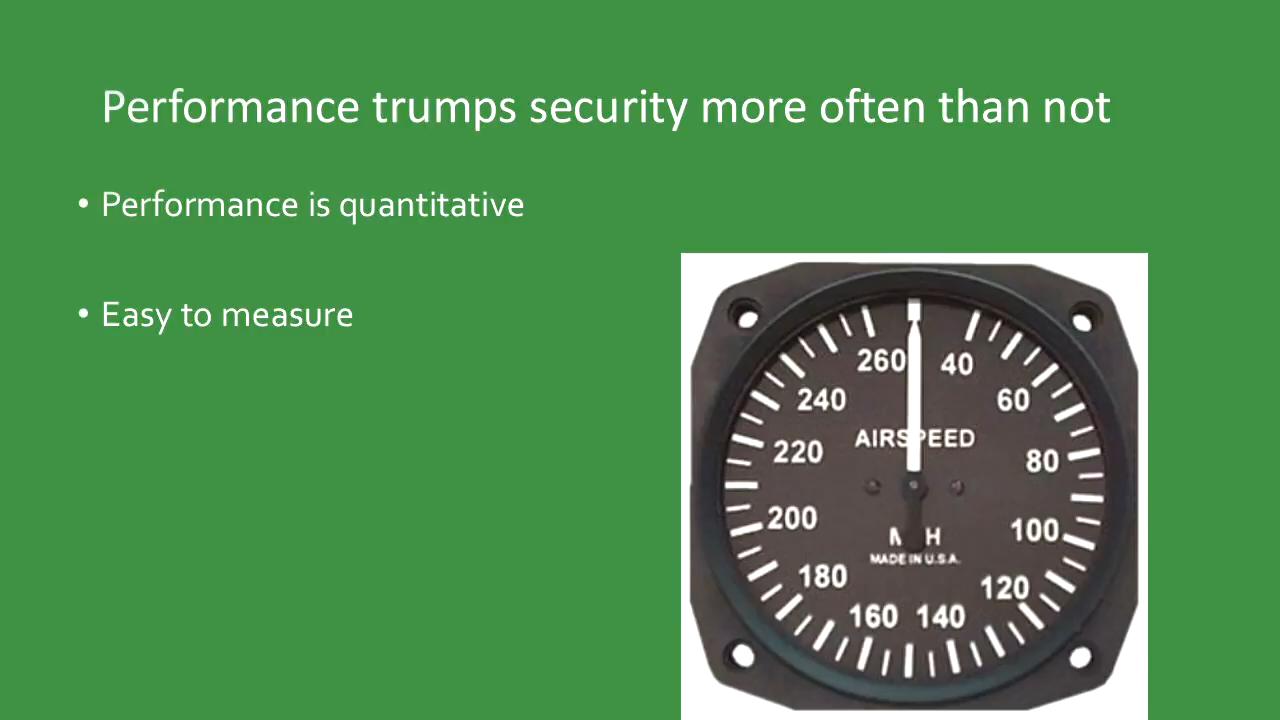 Performance trumps security more often than not
• Performance is quantitative
• Easy to measure
260 40
240 60
AIRSPEED
220 80
200 100
MADE IN U.S.A.
180 120
160 140